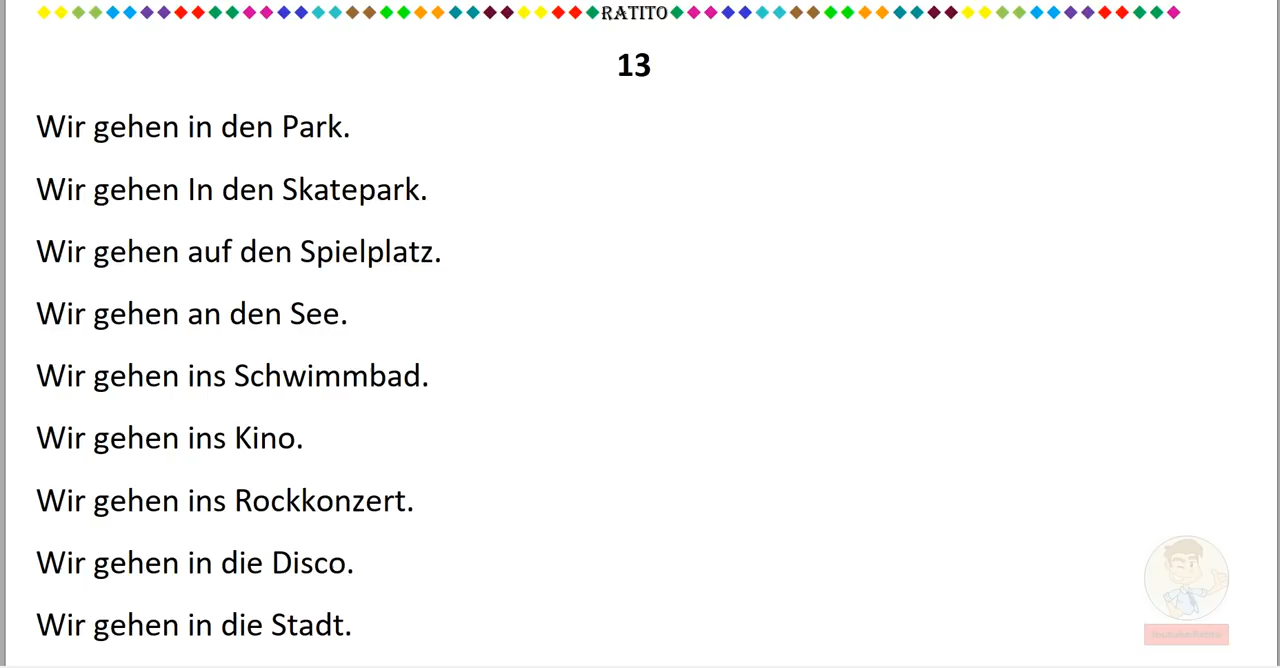 RATITO
13
Wir gehen in den Park.
Wir gehen In den Skatepark.
Wir gehen auf den Spielplatz.
Wir gehen an den See.
Wir gehen ins Schwimmbad.
Wir gehen ins Kino.
Wir gehen ins Rockkonzert.
Wir gehen in die Disco.
Wir gehen in die Stadt.